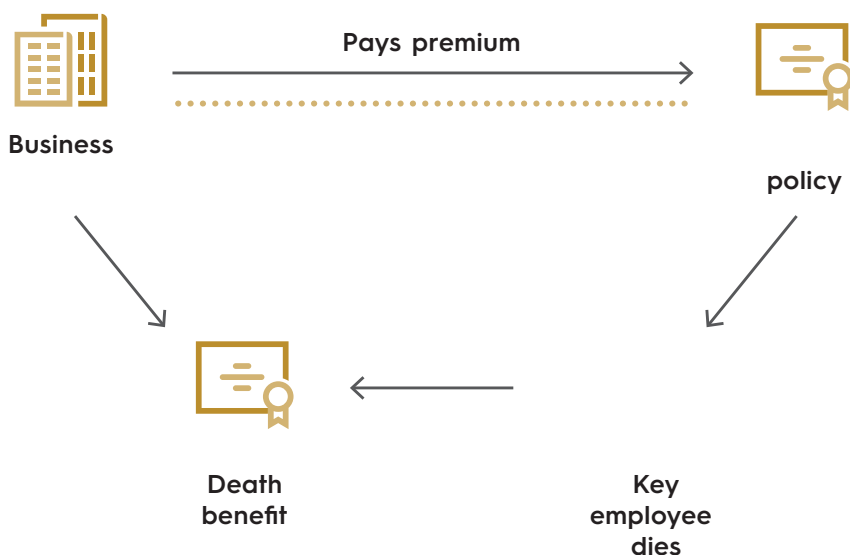 Pays premium
Business
policy
Death
benefit
Key
employee
dies